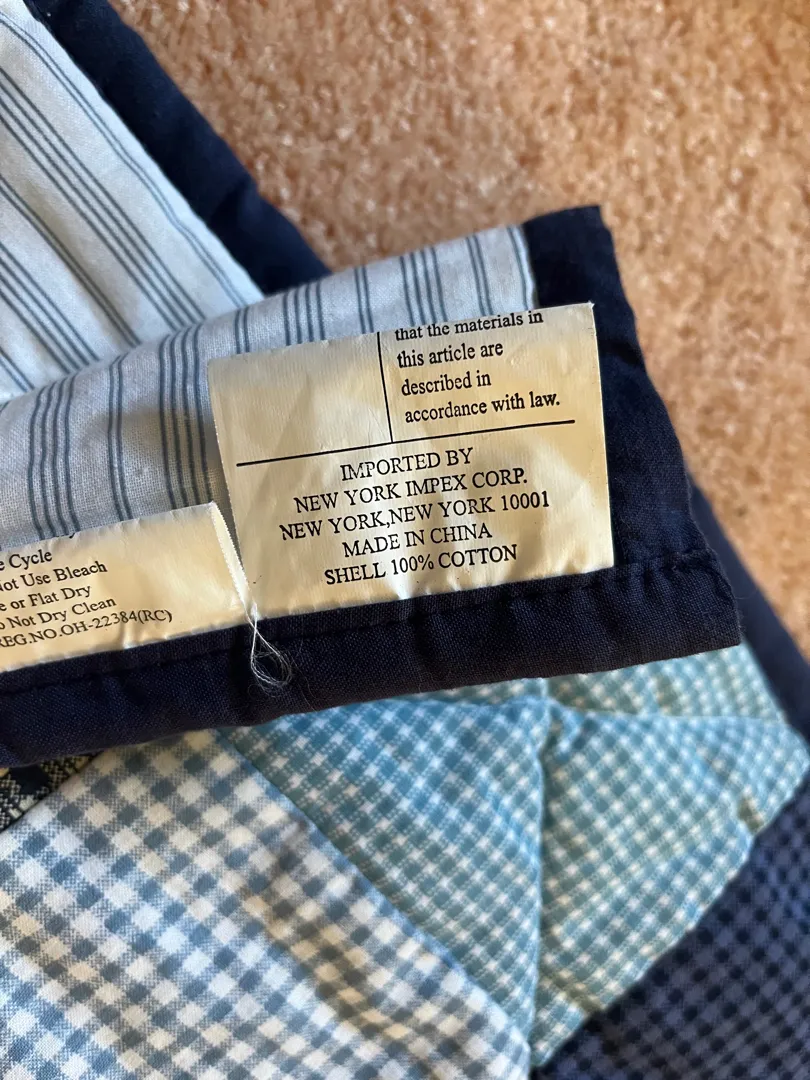 that the materials in
this article are
described in
accordance with law.
IMPORTED BY
NEW YORK IMPEX CORP.
NEW YORK,NEW YORK 10001
MADE IN CHINA
SHELL 100% COTTON
Cycle
Not Use Bleach
or Flat Dry
Not Dry Clean
REG.NO.OH-22384(RC)